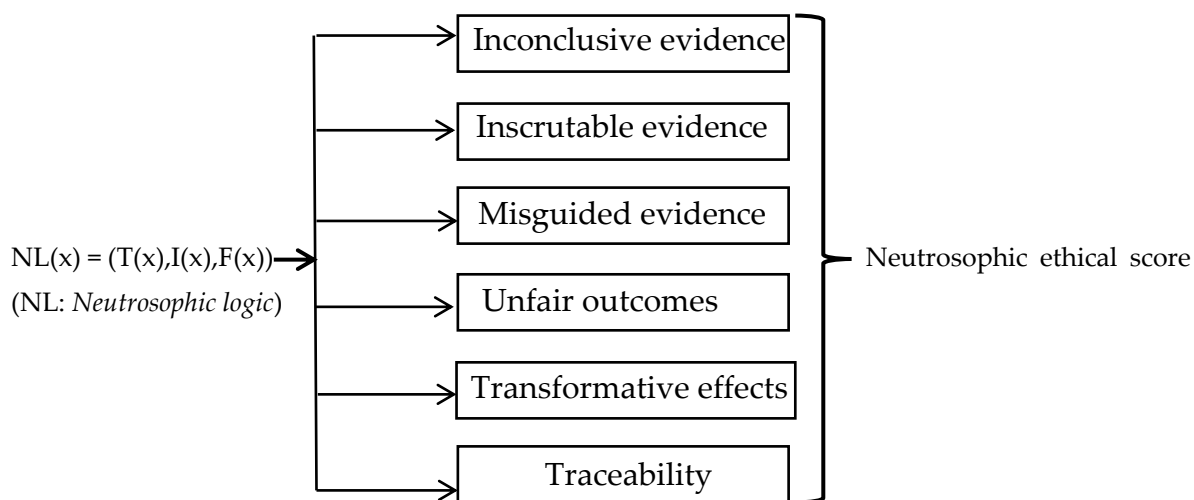 NL(x) = (T(x),I(x),F(x))
(NL: Neutrosophic logic)
Inconclusive evidence
Inscrutable evidence
Misguided evidence
Unfair outcomes
Transformative effects
Traceability
Neutrosophic ethical score